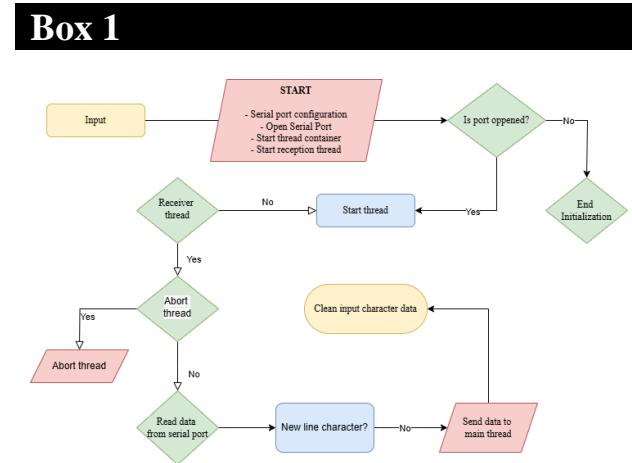 Box 1
START
- Serial port configuration
- Open Serial Port
- Start thread container
- Start reception thread
Input
Is port oppened?
No
Receiver
thread
No
Start thread
Yes
End
Initialization
Yes
Abort
thread
Yes
Clean input character data
Abort thread
No
Read data
from serial port
New line character?
No
Send data to
main thread